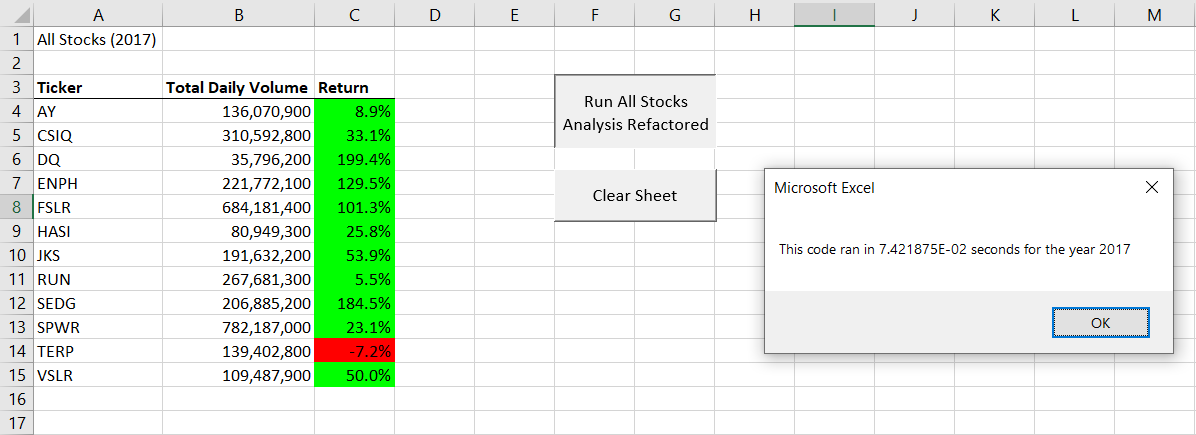 A B C D E F G H I J K L M
1 All Stocks (2017)
2
3 Ticker Total Daily Volume Return
4 AY 136,070,900 8.9%
5 CSIQ 310,592,800 33.1%
6 DQ 35,796,200 199.4%
7 ENPH 221,772,100 129.5%
8 FSLR 684,181,400 101.3%
9 HASI 80,949,300 25.8%
10 JKS 191,632,200 53.9%
11 RUN 267,681,300 5.5%
12 SEDG 206,885,200 184.5%
13 SPWR 782,187,000 23.1%
14 TERP 139,402,800 -7.2%
15 VSLR 109,487,900 50.0%
16
17
Run All Stocks
Analysis Refactored
Clear Sheet
Microsoft Excel
This code ran in 7.421875E-02 seconds for the year 2017
OK